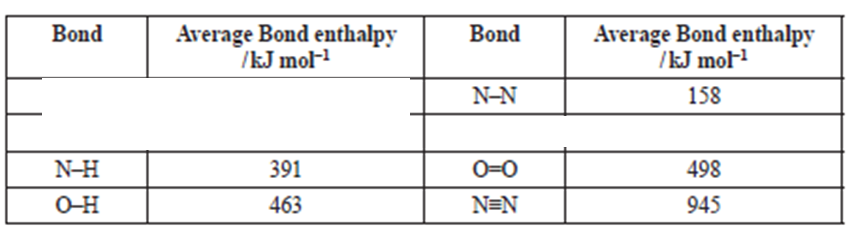 Bond Average Bond enthalpy /kJ mol⁻¹ Bond Average Bond enthalpy /kJ mol⁻¹
N–N 158
N–H 391 O=O 498
O–H 463 N≡N 945